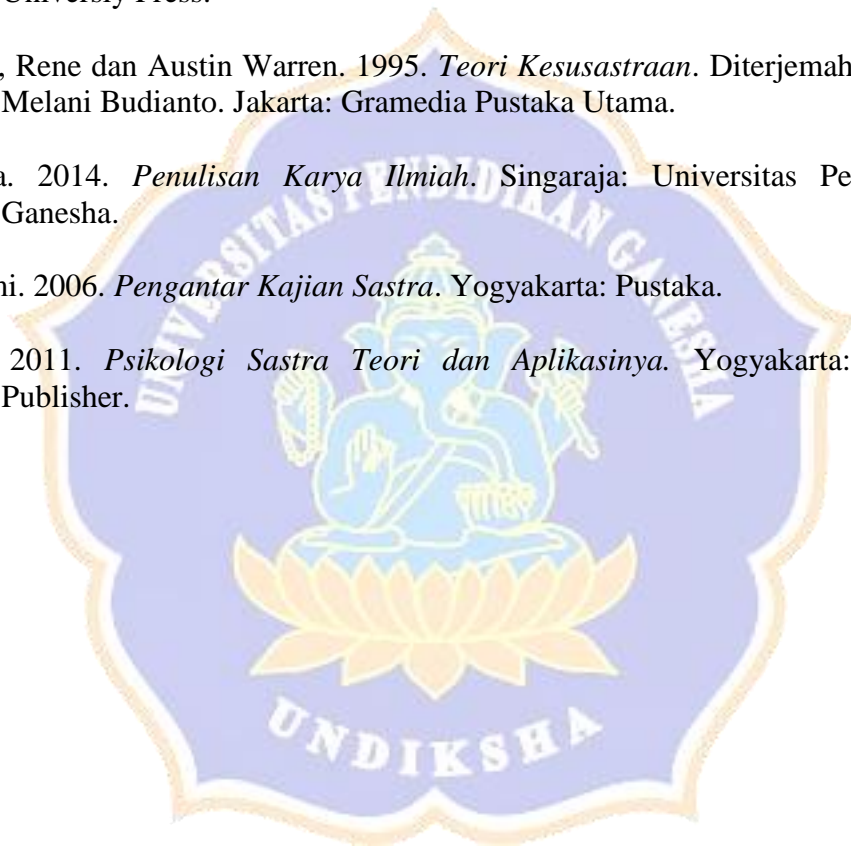 University Press.
, Rene dan Austin Warren. 1995. Teori Kesusastraan. Diterjemah
Melani Budianto. Jakarta: Gramedia Pustaka Utama.
a. 2014. Penulisan Karya Ilmiah. Singaraja: Universitas Pe
Ganesha.
ni. 2006. Pengantar Kajian Sastra. Yogyakarta: Pustaka.
2011. Psikologi Sastra Teori dan Aplikasinya. Yogyakarta:
Publisher.
UNIVERSITAS PENDIDIKAN GANESHA
UNDIKSHA